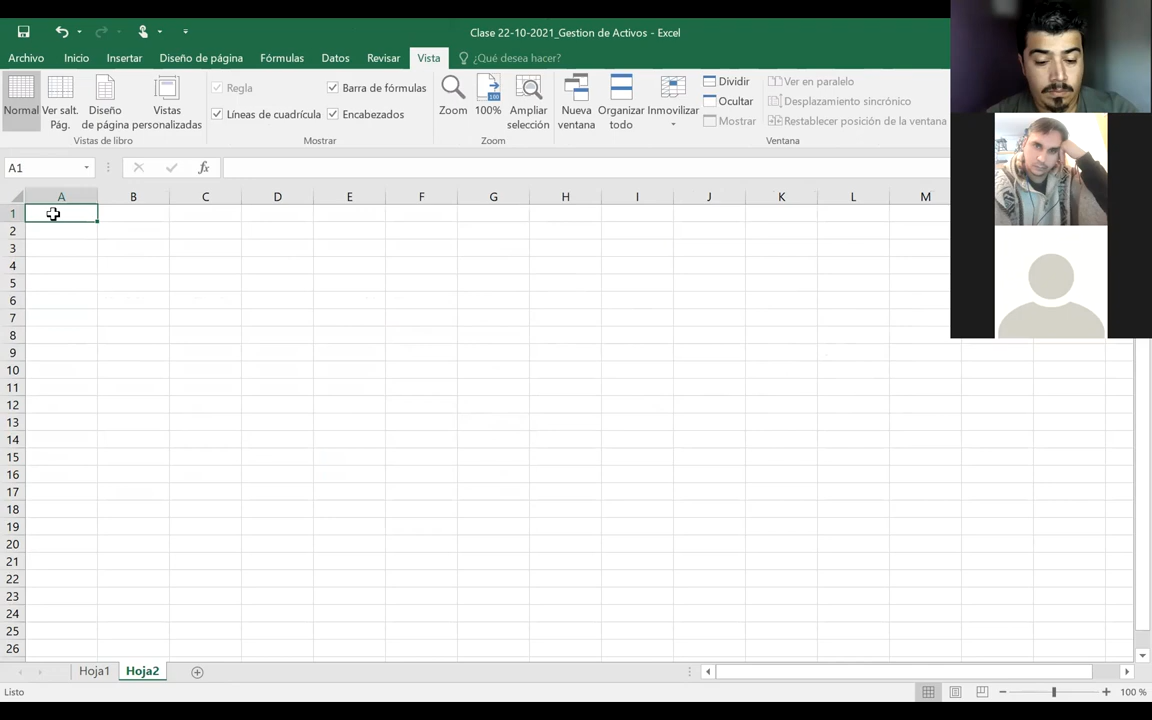 Clase 22-10-2021_Gestion de Activos - Excel
Archivo Inicio Insertar Diseño de página Fórmulas Datos Revisar Vista ¿Qué desea hacer?
Normal
Ver salt. Pág.
Diseño de página
Vistas personalizadas
Vistas de libro
Regla
Barra de fórmulas
Líneas de cuadrícula
Encabezados
Mostrar
Zoom
100%
100
Ampliar selección
Zoom
Nueva ventana
Organizar todo
Inmovilizar
Dividir
Ocultar
Mostrar
Ver en paralelo
Desplazamiento sincrónico
Restablecer posición de la ventana
Ventana
A1
fx
A B C D E F G H I J K L M
1
2
3
4
5
6
7
8
9
10
11
12
13
14
15
16
17
18
19
20
21
22
23
24
25
26
Hoja1 Hoja2
Listo
100 %